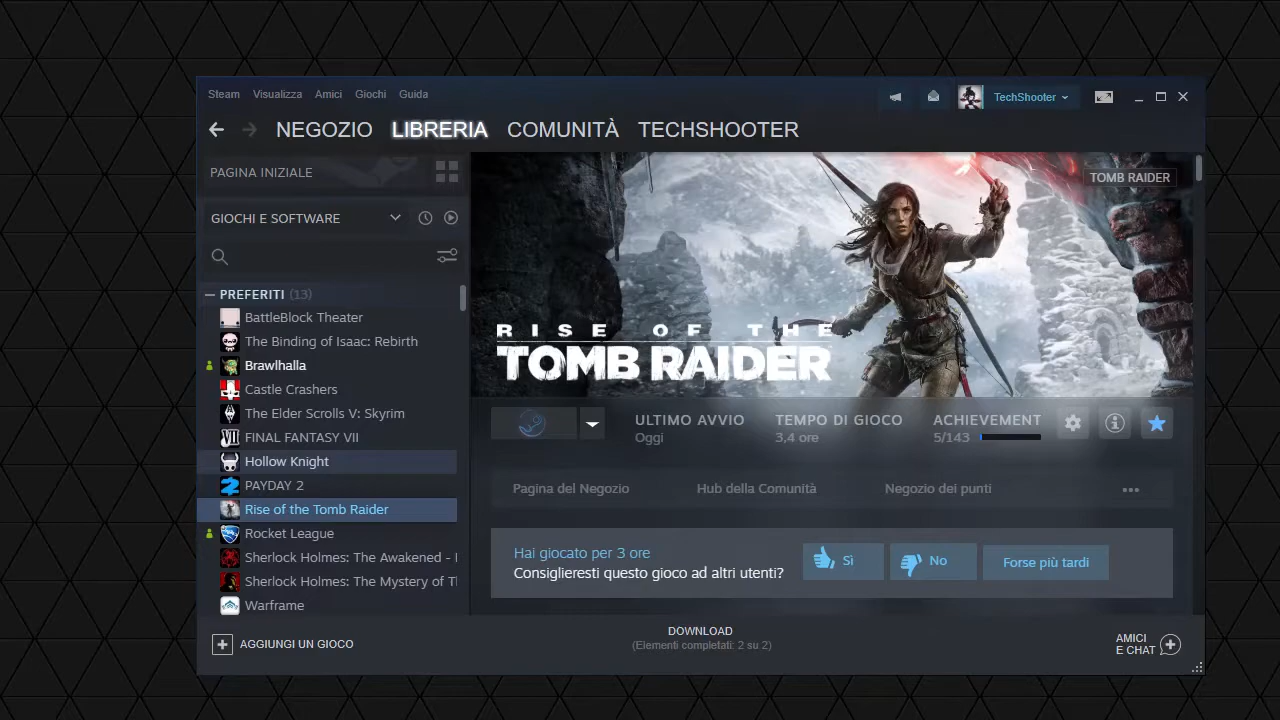 Steam Visualizza Amici Giochi Guida
TechShooter
NEGOZIO LIBRERIA COMUNITÀ TECHSHOOTER
PAGINA INIZIALE
GIOCHI E SOFTWARE
PREFERITI (13)
BattleBlock Theater
The Binding of Isaac: Rebirth
Brawlhalla
Castle Crashers
The Elder Scrolls V: Skyrim
FINAL FANTASY VII
Hollow Knight
PAYDAY 2
Rise of the Tomb Raider
Rocket League
Sherlock Holmes: The Awakened -
Sherlock Holmes: The Mystery of
Warframe
TOMB RAIDER
RISE OF THE
TOMB RAIDER
ULTIMO AVVIO
Oggi
TEMPO DI GIOCO
3,4 ore
ACHIEVEMENT
5/143
Pagina del Negozio Hub della Comunità Negozio dei punti
Hai giocato per 3 ore
Consiglieresti questo gioco ad altri utenti?
Sì No Forse più tardi
AGGIUNGI UN GIOCO
DOWNLOAD
(Elementi completati: 2 su 2)
AMICI
E CHAT